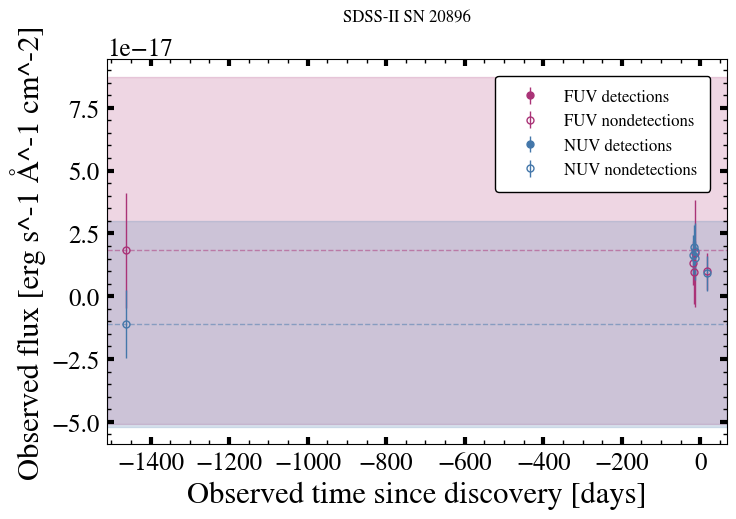 SDSS-II SN 20896
1e−17
Observed flux [erg s^-1 Å^-1 cm^-2]
7.5
5.0
2.5
0.0
−2.5
−5.0
FUV detections
FUV nondetections
NUV detections
NUV nondetections
−1400 −1200 −1000 −800 −600 −400 −200 0
Observed time since discovery [days]